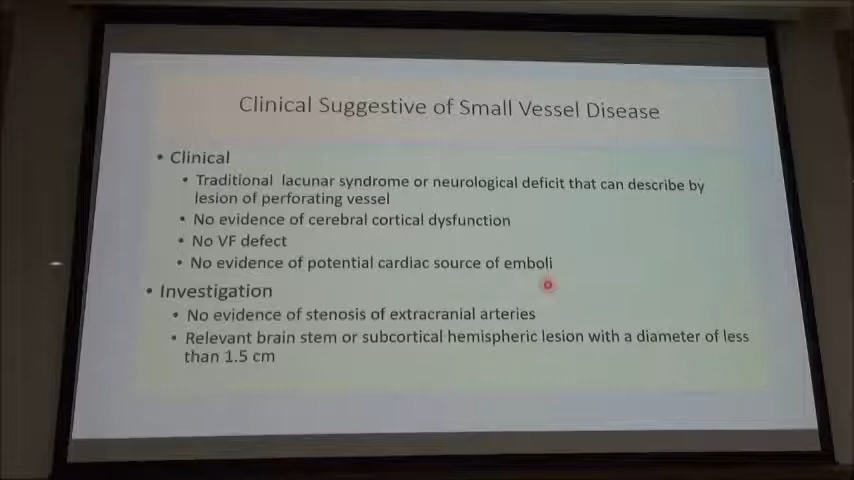 Clinical Suggestive of Small Vessel Disease
• Clinical
• Traditional lacunar syndrome or neurological deficit that can describe by
lesion of perforating vessel
• No evidence of cerebral cortical dysfunction
• No VF defect
• No evidence of potential cardiac source of emboli
• Investigation
• No evidence of stenosis of extracranial arteries
• Relevant brain stem or subcortical hemispheric lesion with a diameter of less
than 1.5 cm